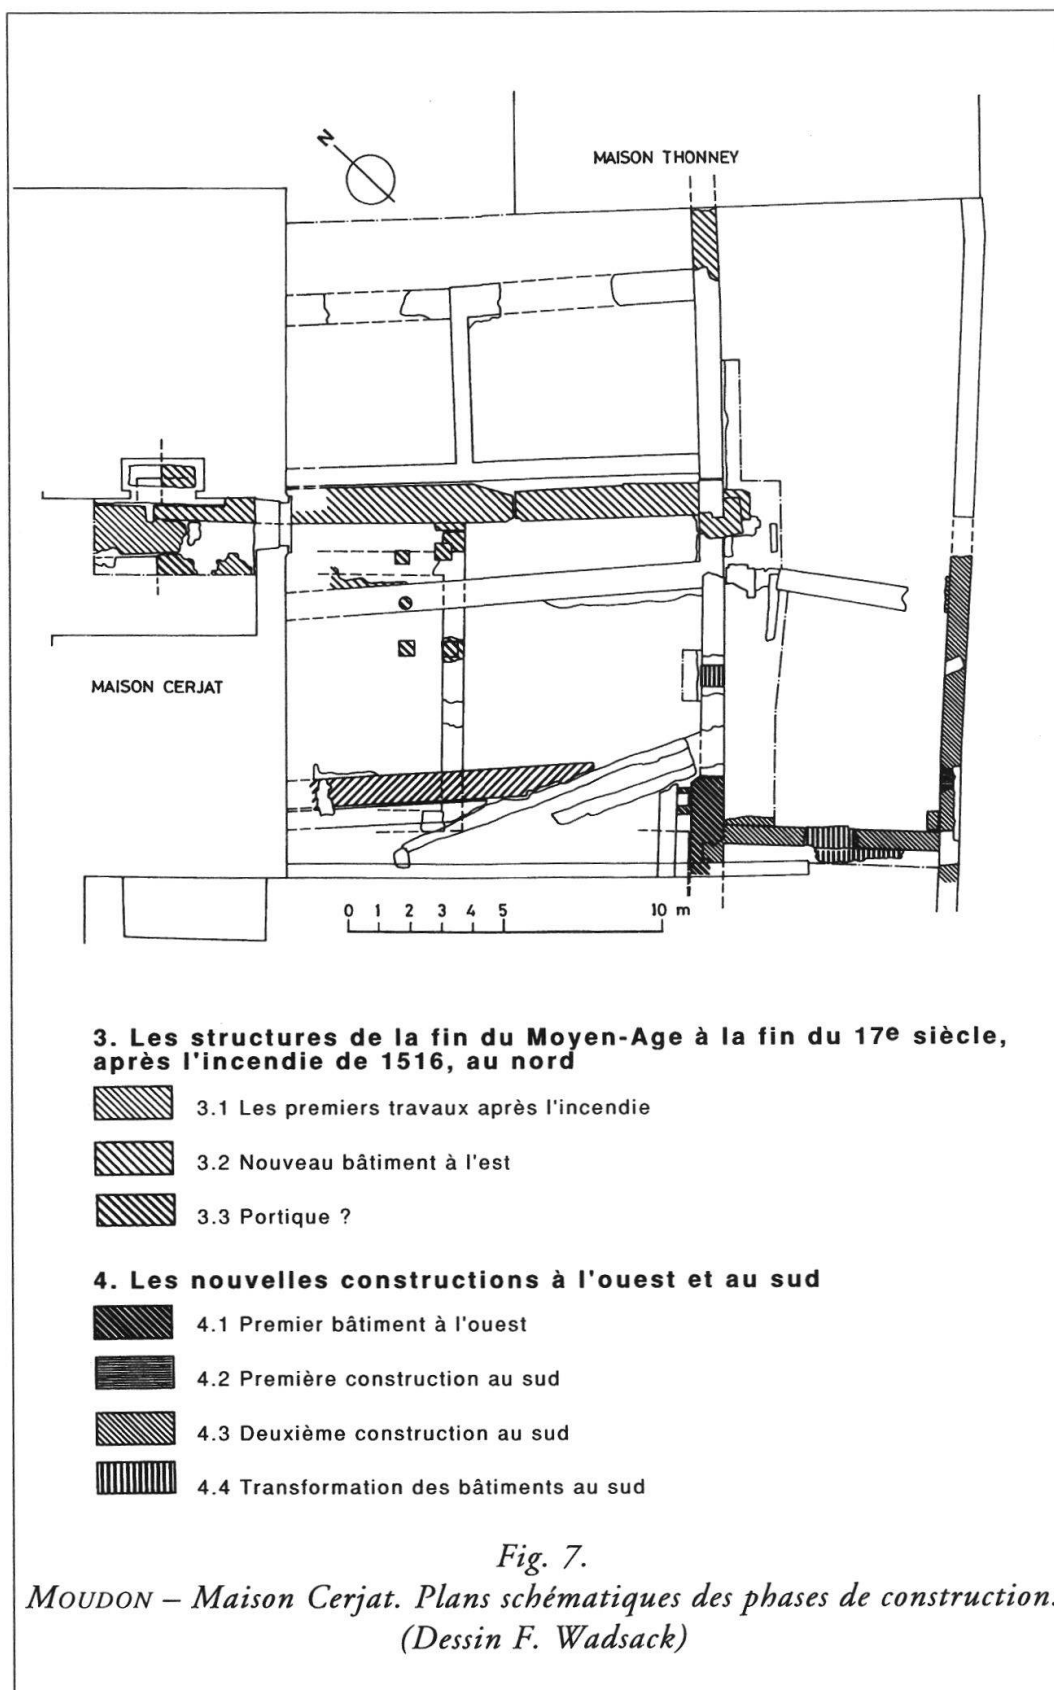 N
MAISON THONNEY
MAISON CERJAT
0 1 2 3 4 5 10 m
3. Les structures de la fin du Moyen-Age à la fin du 17e siècle,
après l'incendie de 1516, au nord
3.1 Les premiers travaux après l'incendie
3.2 Nouveau bâtiment à l'est
3.3 Portique ?
4. Les nouvelles constructions à l'ouest et au sud
4.1 Premier bâtiment à l'ouest
4.2 Première construction au sud
4.3 Deuxième construction au sud
4.4 Transformation des bâtiments au sud
Fig. 7.
MOUDON – Maison Cerjat. Plans schématiques des phases de construction.
(Dessin F. Wadsack)